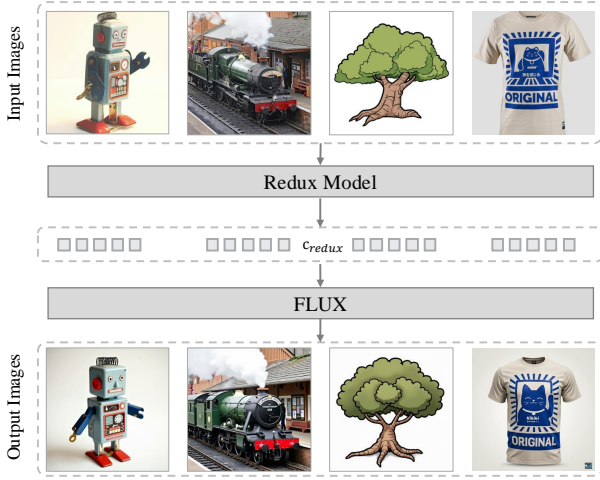 Input Images
ORIGINAL
Redux Model
c_redux
FLUX
Output Images
ORIGINAL